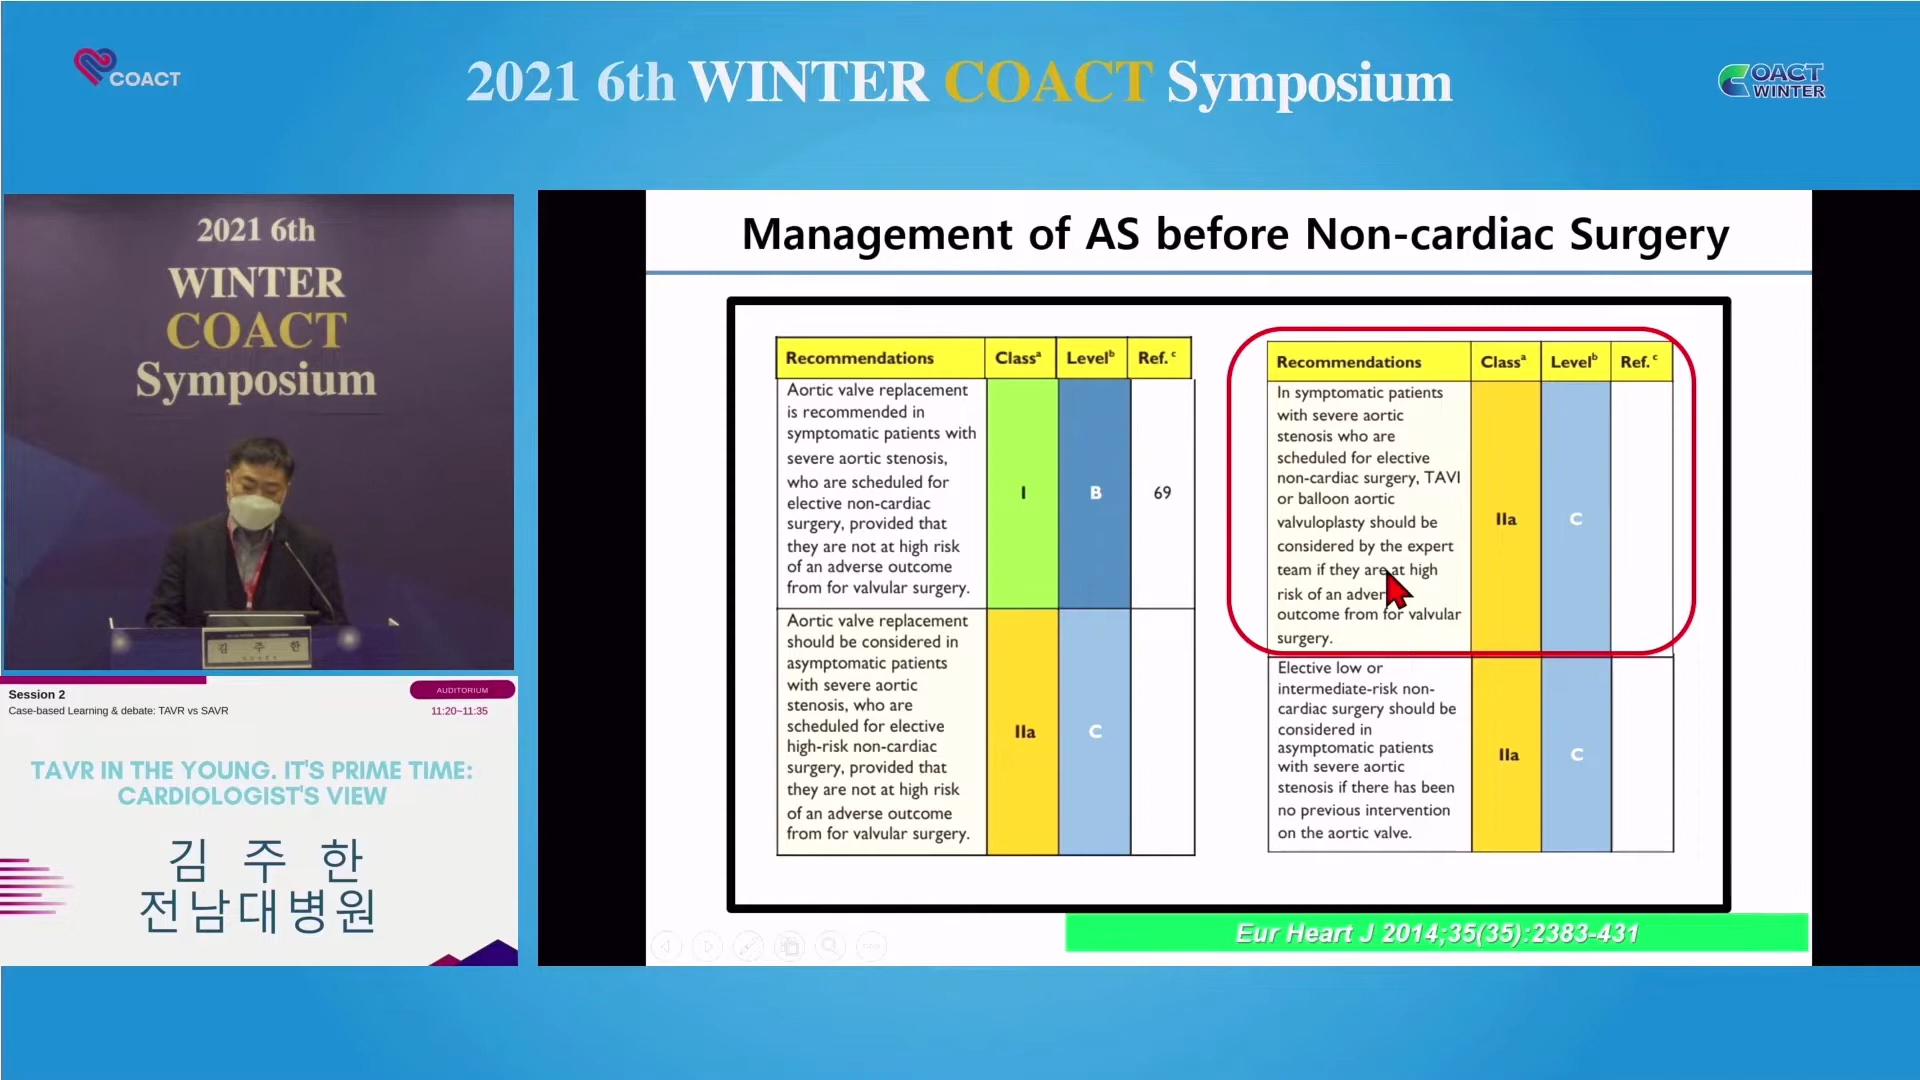 COACT
2021 6th WINTER COACT Symposium
COACT
WINTER
2021 6th
WINTER
COACT
Symposium
김 주 한
Session 2
AUDITORIUM
Case-based Learning & debate: TAVR vs SAVR
11:20~11:35
TAVR IN THE YOUNG. IT'S PRIME TIME:
CARDIOLOGIST'S VIEW
김 주 한
전남대병원
Management of AS before Non-cardiac Surgery
Recommendations Classᵃ Levelᵇ Ref.ᶜ
Aortic valve replacement
is recommended in
symptomatic patients with
severe aortic stenosis,
who are scheduled for
elective non-cardiac
surgery, provided that
they are not at high risk
of an adverse outcome
from for valvular surgery.
I B 69
Aortic valve replacement
should be considered in
asymptomatic patients
with severe aortic
stenosis, who are
scheduled for elective
high-risk non-cardiac
surgery, provided that
they are not at high risk
of an adverse outcome
from for valvular surgery.
IIa C
Recommendations Classᵃ Levelᵇ Ref.ᶜ
In symptomatic patients
with severe aortic
stenosis who are
scheduled for elective
non-cardiac surgery, TAVI
or balloon aortic
valvuloplasty should be
considered by the expert
team if they are at high
risk of an adver
outcome from for valvular
surgery.
IIa C
Elective low or
intermediate-risk non-
cardiac surgery should be
considered in
asymptomatic patients
with severe aortic
stenosis if there has been
no previous intervention
on the aortic valve.
IIa C
Eur Heart J 2014;35(35):2383-431